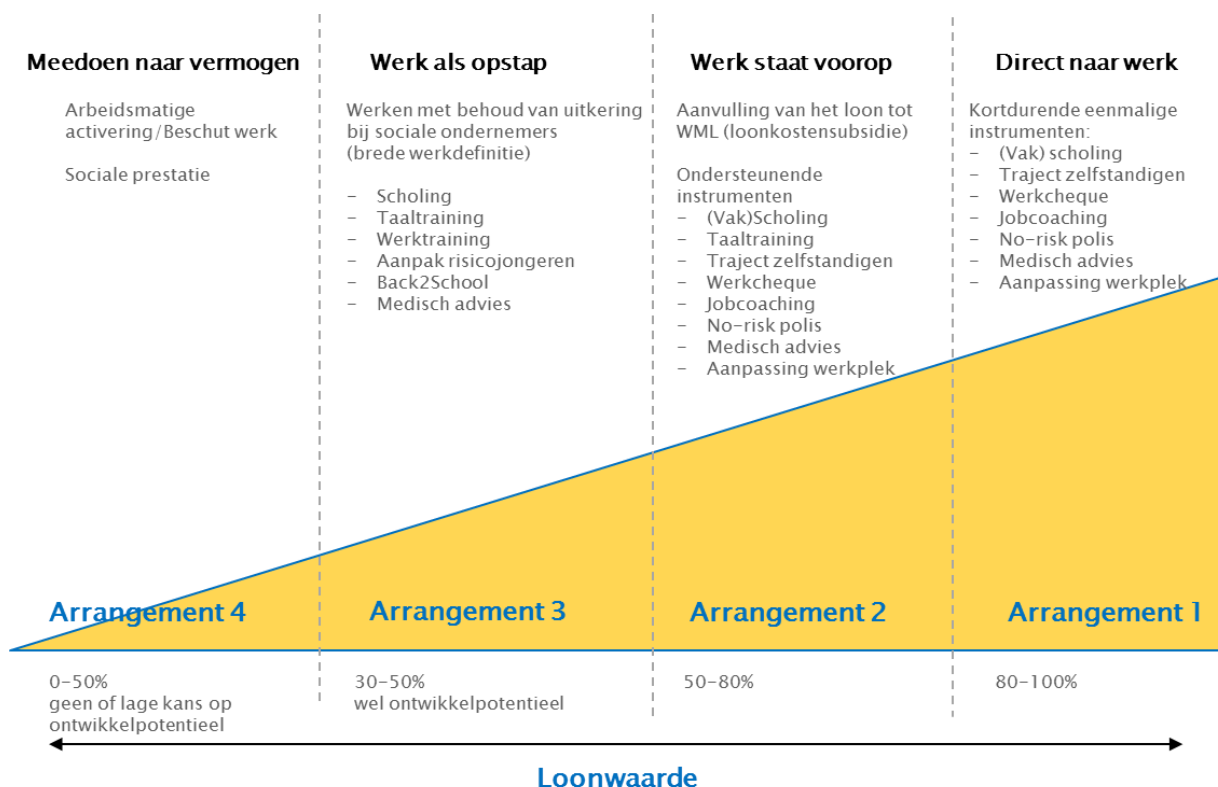 Meedoen naar vermogen
Arbeidsmatige
activering/Beschut werk
Sociale prestatie
Werk als opstap
Werken met behoud van uitkering
bij sociale ondernemers
(brede werkdefinitie)
– Scholing
– Taaltraining
– Werktraining
– Aanpak risicojongeren
– Back2School
– Medisch advies
Werk staat voorop
Aanvulling van het loon tot
WML (loonkostensubsidie)
Ondersteunende
instrumenten
– (Vak)Scholing
– Taaltraining
– Traject zelfstandigen
– Werkcheque
– Jobcoaching
– No-risk polis
– Medisch advies
– Aanpassing werkplek
Direct naar werk
Kortdurende eenmalige
instrumenten:
– (Vak) scholing
– Traject zelfstandigen
– Werkcheque
– Jobcoaching
– No-risk polis
– Medisch advies
– Aanpassing werkplek
Arrangement 4
Arrangement 3
Arrangement 2
Arrangement 1
0-50%
geen of lage kans op
ontwikkelpotentieel
30-50%
wel ontwikkelpotentieel
50-80%
80-100%
Loonwaarde